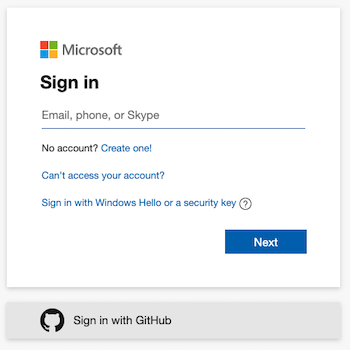 Microsoft
Sign in
Email, phone, or Skype
No account? Create one!
Can't access your account?
Sign in with Windows Hello or a security key ?
Next
Sign in with GitHub